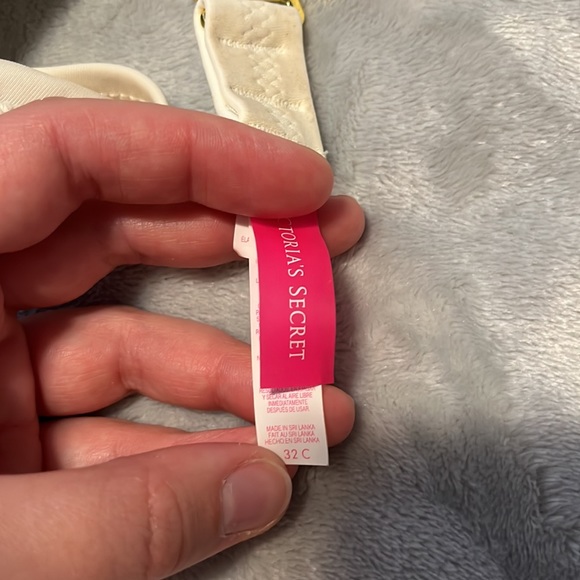 ELA
TORIA'S SECRET
Y SECAR AL AIRE LIBRE
INMEDIATAMENTE
DESPUÉS DE USAR.
MADE IN SRI LANKA
FAIT AU SRI LANKA
HECHO EN SRI LANKA
32 C